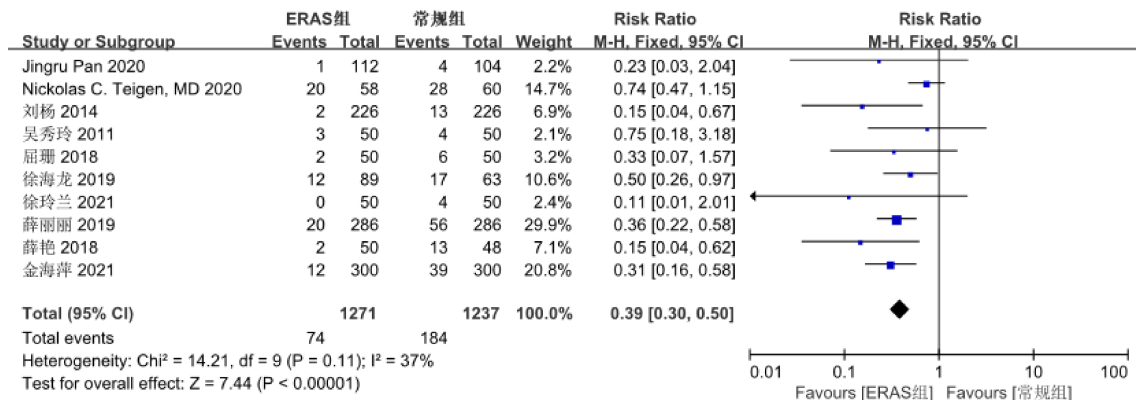 ERAS组 常规组 Risk Ratio Risk Ratio
Study or Subgroup Events Total Events Total Weight M-H, Fixed, 95% CI M-H, Fixed, 95% CI
Jingru Pan 2020 1 112 4 104 2.2% 0.23 [0.03, 2.04]
Nickolas C. Teigen, MD 2020 20 58 28 60 14.7% 0.74 [0.47, 1.15]
刘杨 2014 2 226 13 226 6.9% 0.15 [0.04, 0.67]
吴秀玲 2011 3 50 4 50 2.1% 0.75 [0.18, 3.18]
屈珊 2018 2 50 6 50 3.2% 0.33 [0.07, 1.57]
徐海龙 2019 12 89 17 63 10.6% 0.50 [0.26, 0.97]
徐玲兰 2021 0 50 4 50 2.4% 0.11 [0.01, 2.01]
薛丽丽 2019 20 286 56 286 29.9% 0.36 [0.22, 0.58]
薛艳 2018 2 50 13 48 7.1% 0.15 [0.04, 0.62]
金海萍 2021 12 300 39 300 20.8% 0.31 [0.16, 0.58]
Total (95% CI) 1271 1237 100.0% 0.39 [0.30, 0.50]
Total events 74 184
Heterogeneity: Chi² = 14.21, df = 9 (P = 0.11); I² = 37%
Test for overall effect: Z = 7.44 (P < 0.00001)
0.01 0.1 1 10 100
Favours [ERAS组] Favours [常规组]